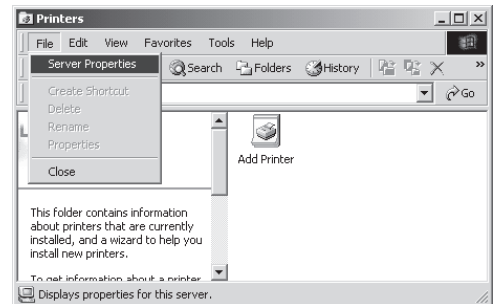 Printers
File Edit View Favorites Tools Help
Server Properties
Search Folders History
»
Create Shortcut
Go
Delete
Rename
Properties
Close
Add Printer
This folder contains information
about printers that are currently
installed, and a wizard to help you
install new printers.
To get information about a printer
Displays properties for this server.